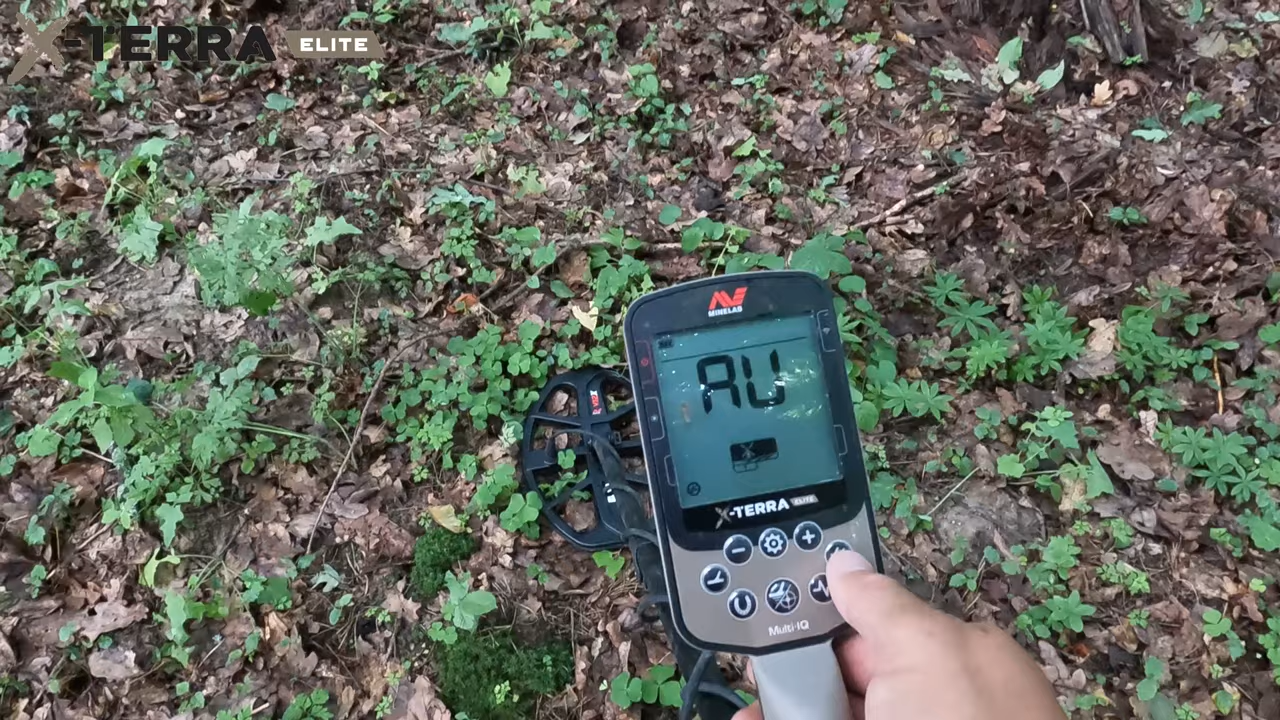 X-TERRA ELITE
MINELAB
AU
X-TERRA ELITE
Multi-IQ